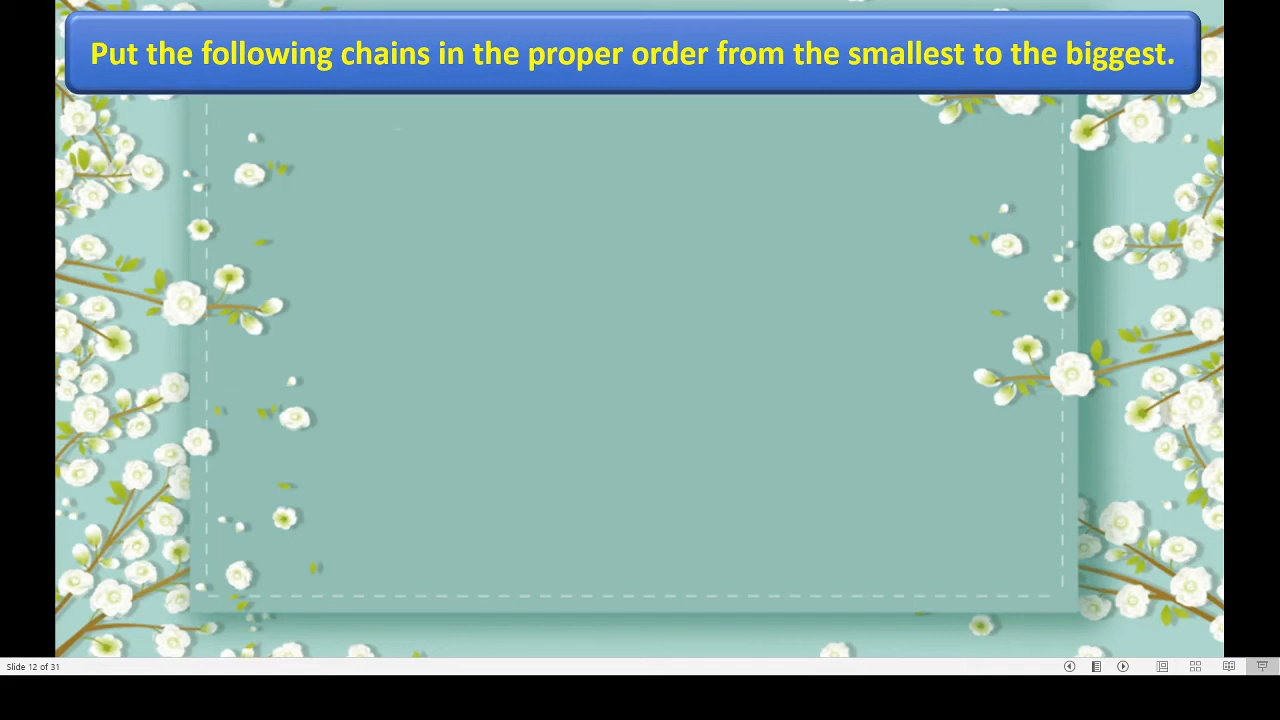 Put the following chains in the proper order from the smallest to the biggest.
Slide 12 of 31